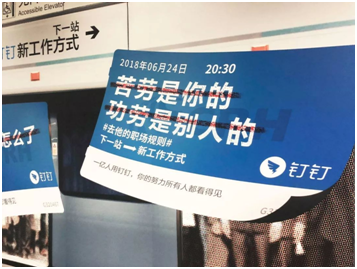 Accessible Elevator
下一站
钉钉 新工作方式
怎么了
钉钉
2018年06月24日 20:30
苦劳是你的
功劳是别人的
#去他的职场规则#
下一站 新工作方式
钉钉
一亿人用钉钉,你的努力所有人都看得见